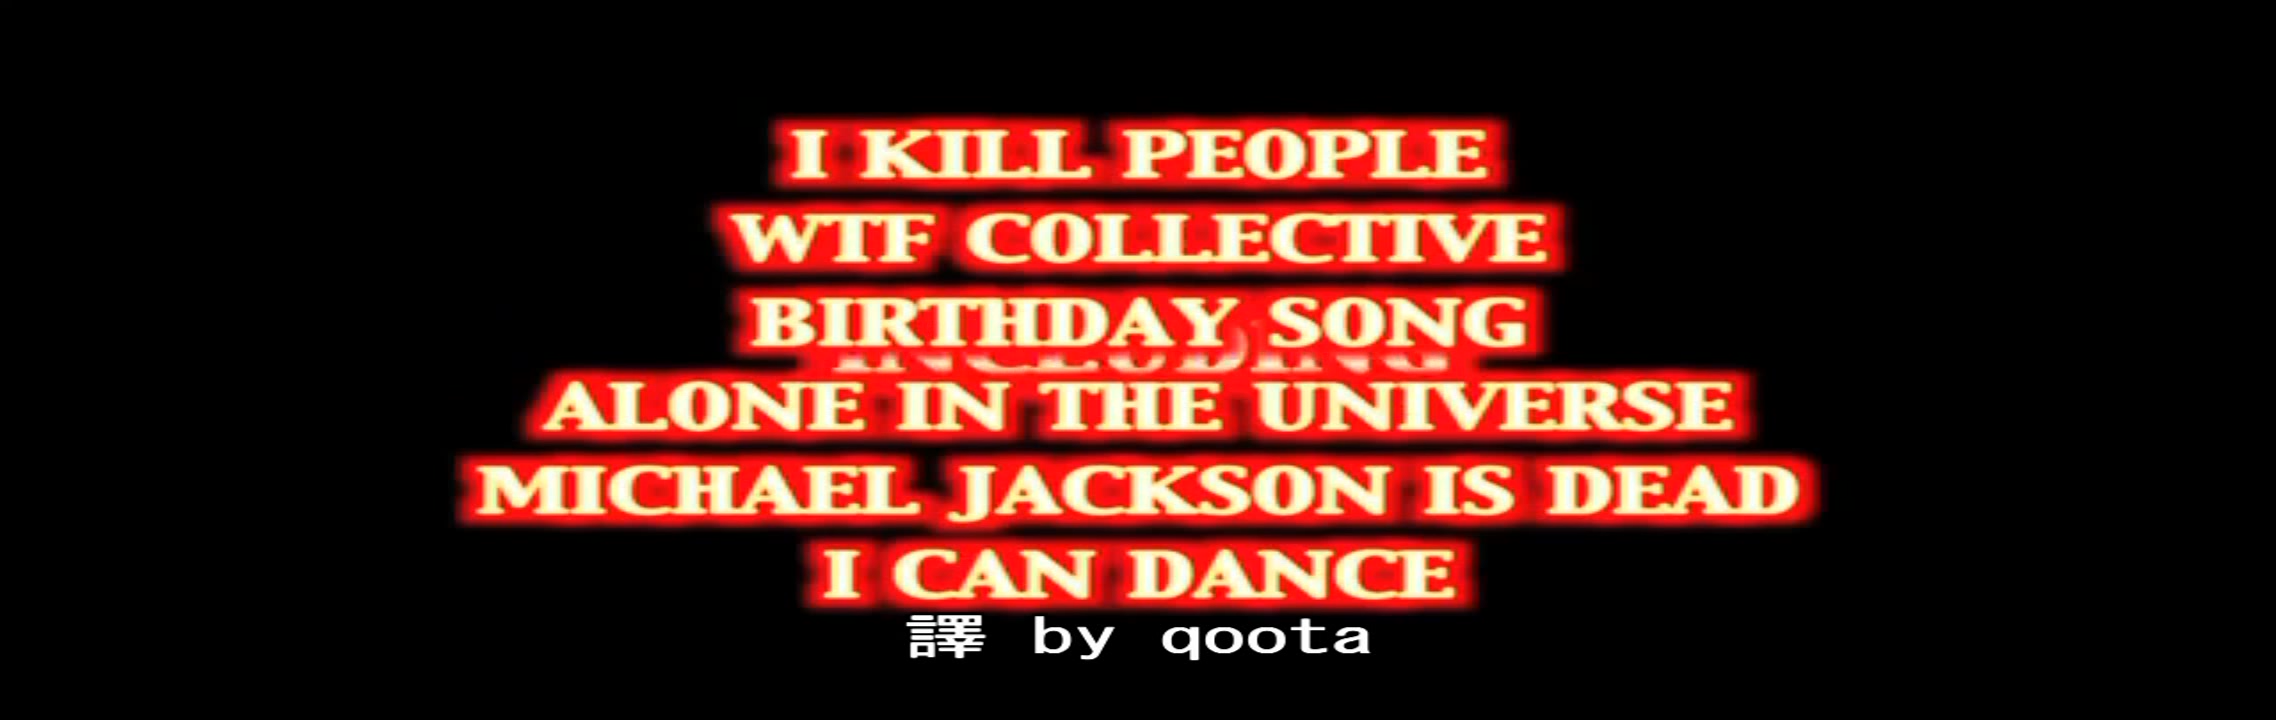 I KILL PEOPLE
WTF COLLECTIVE
BIRTHDAY SONG
INCLUDING
ALONE IN THE UNIVERSE
MICHAEL JACKSON IS DEAD
I CAN DANCE
譯 by qoota